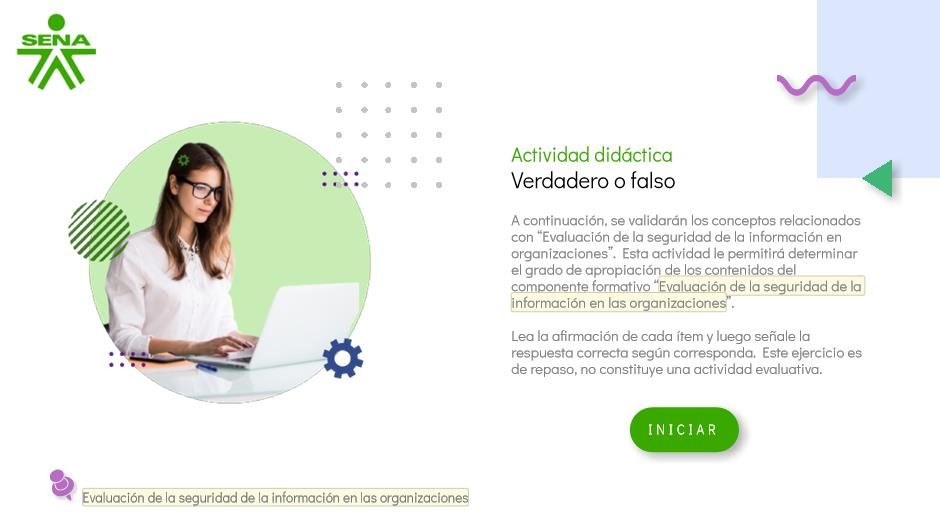 SENA
Actividad didáctica
Verdadero o falso
A continuación, se validarán los conceptos relacionados
con “Evaluación de la seguridad de la información en
organizaciones”. Esta actividad le permitirá determinar
el grado de apropiación de los contenidos del
componente formativo “Evaluación de la seguridad de la
información en las organizaciones”.
Lea la afirmación de cada ítem y luego señale la
respuesta correcta según corresponda. Este ejercicio es
de repaso, no constituye una actividad evaluativa.
INICIAR
Evaluación de la seguridad de la información en las organizaciones